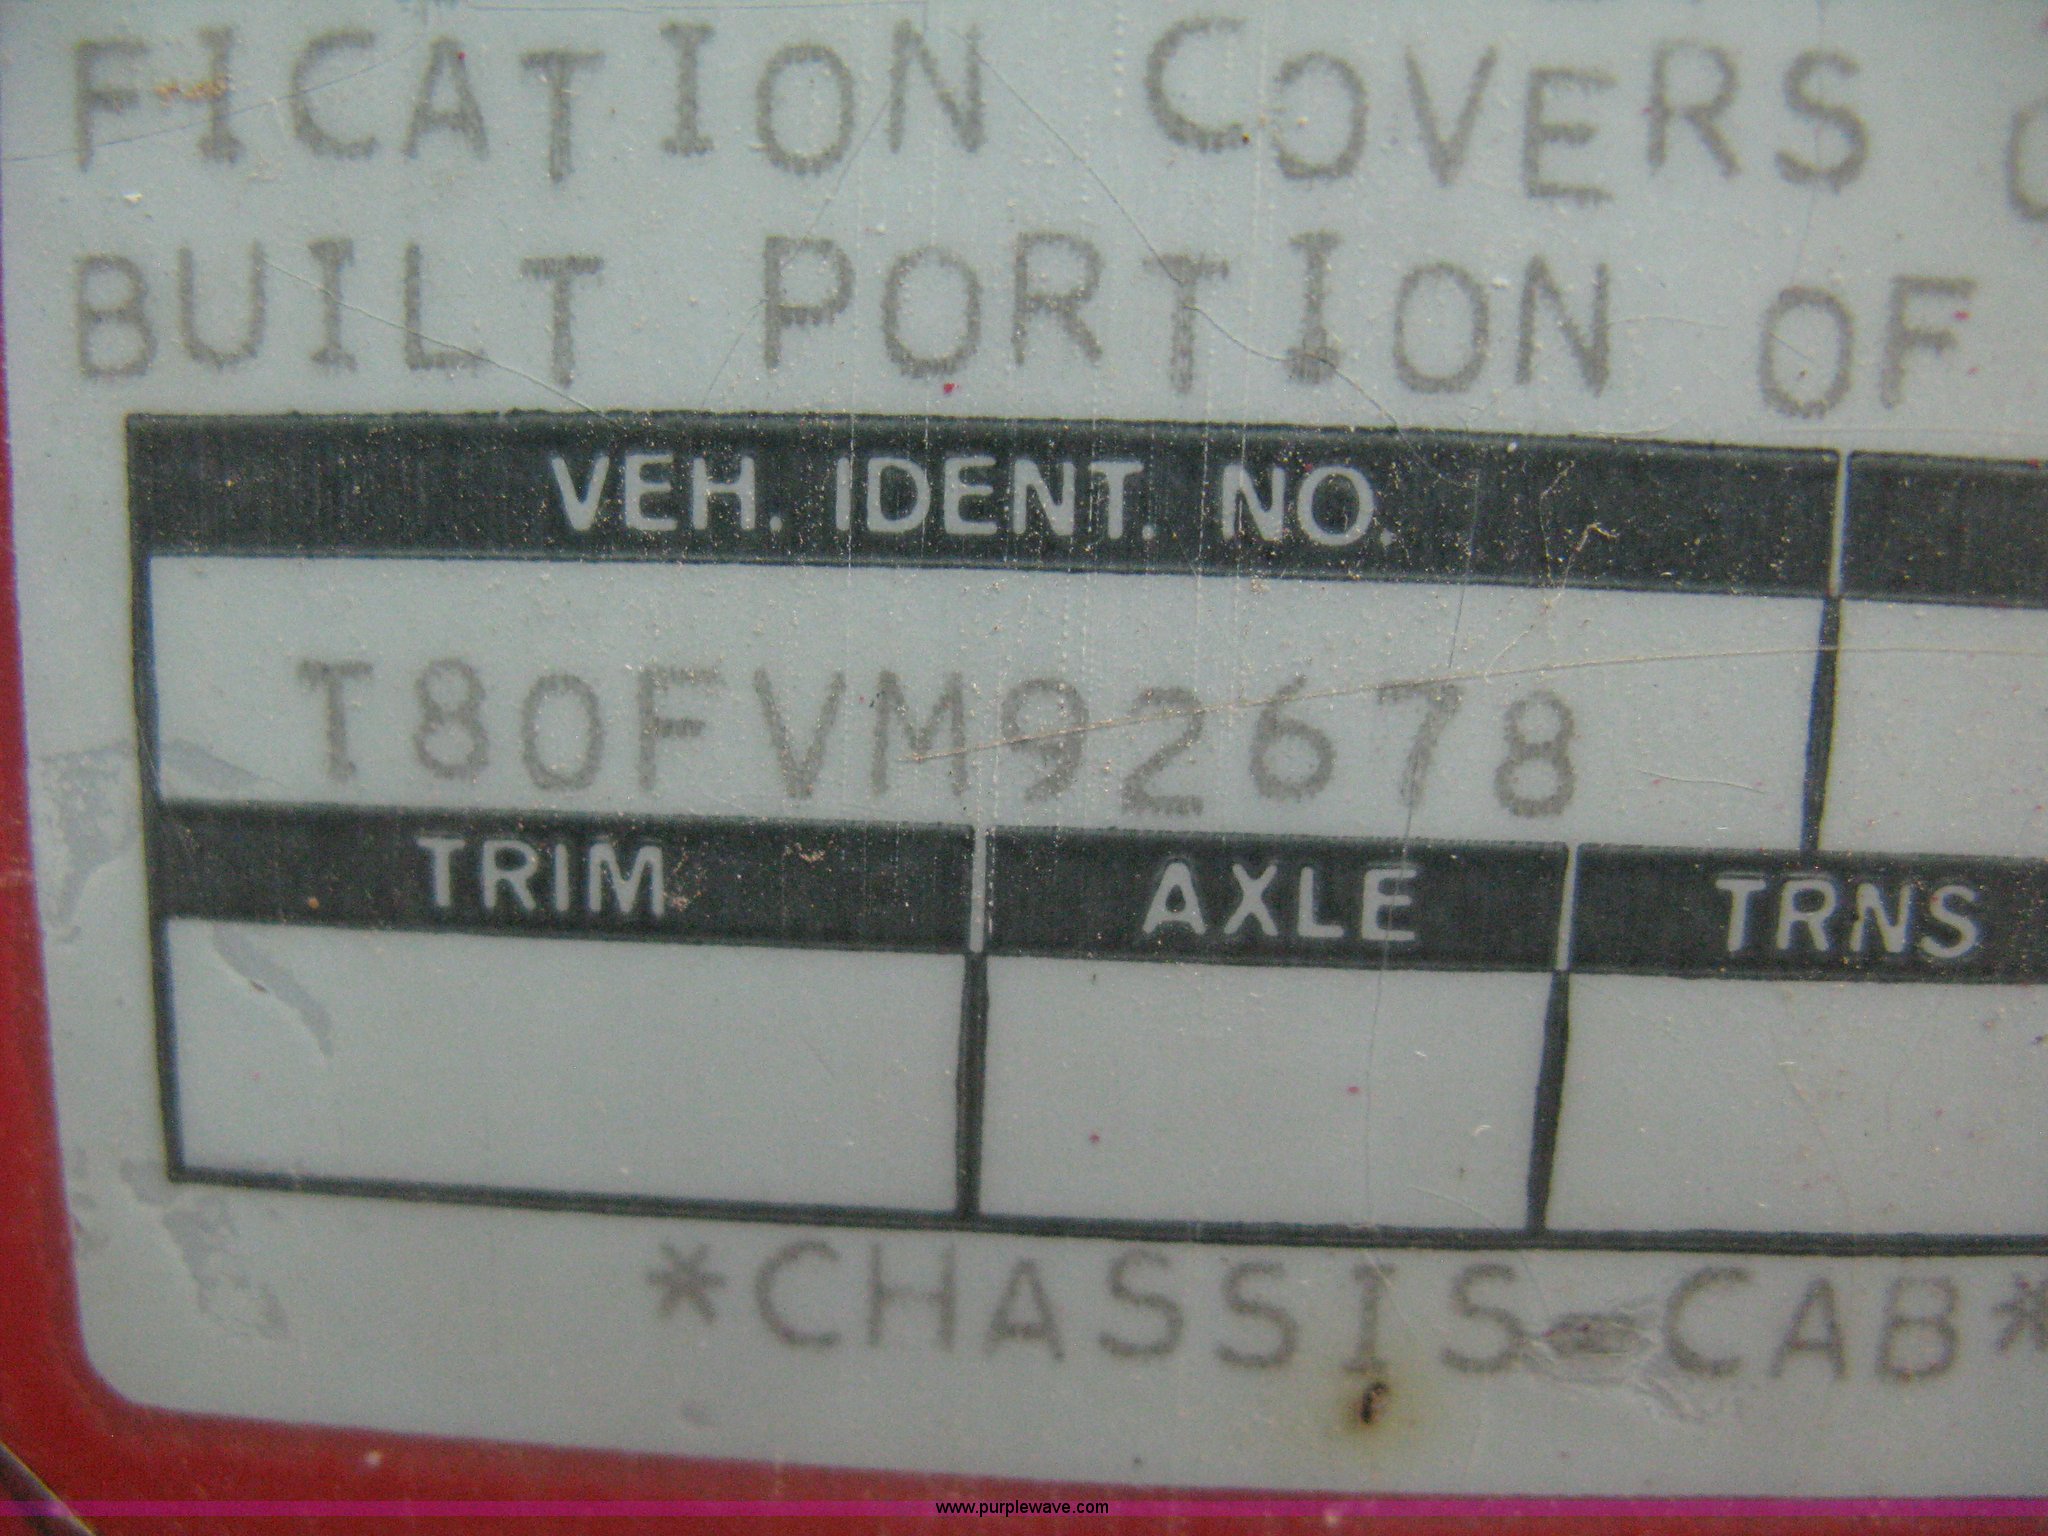 FICATION COVERS
BUILT PORTION OF
VEH. IDENT. NO.
T80FVM92678
TRIM AXLE TRNS
*CHASSIS-CAB*
www.purplewave.com